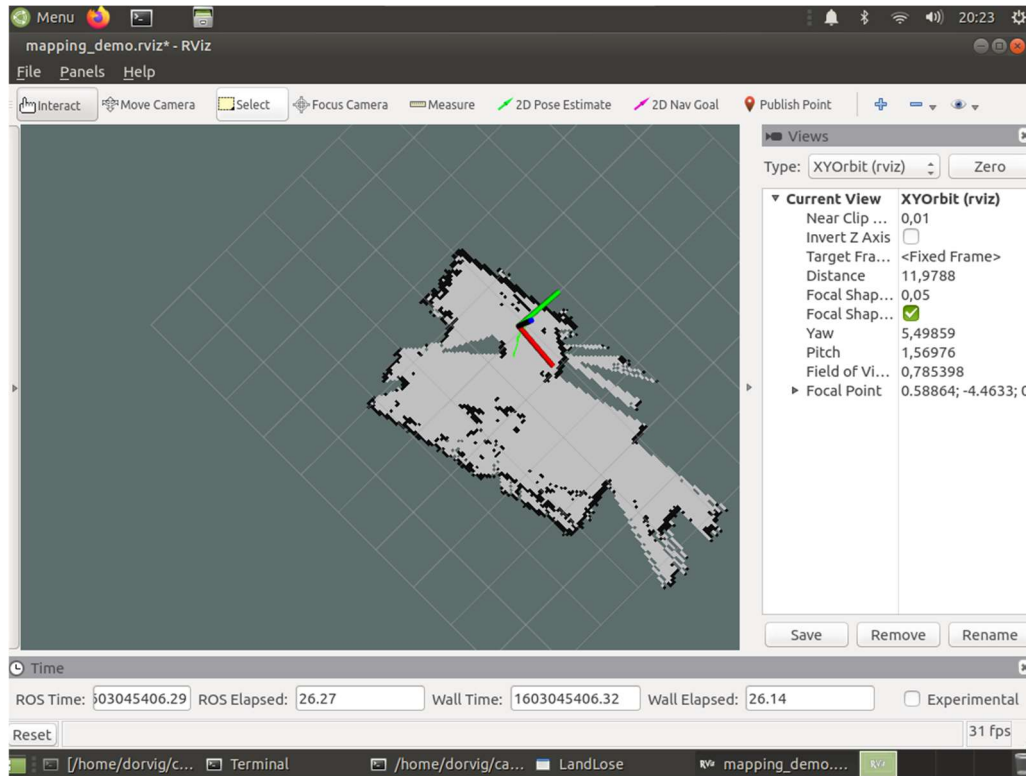 Menu 20:23
mapping_demo.rviz* - RViz
File Panels Help
Interact Move Camera Select Focus Camera Measure 2D Pose Estimate 2D Nav Goal Publish Point
Views
Type: XYOrbit (rviz) Zero
Current View XYOrbit (rviz)
Near Clip ... 0,01
Invert Z Axis
Target Fra... <Fixed Frame>
Distance 11,9788
Focal Shap... 0,05
Focal Shap...
Yaw 5,49859
Pitch 1,56976
Field of Vi... 0,785398
Focal Point 0.58864; -4.4633; 0
Save Remove Rename
Time
ROS Time: 603045406.29 ROS Elapsed: 26.27 Wall Time: 1603045406.32 Wall Elapsed: 26.14 Experimental
Reset 31 fps
[/home/dorvig/c... Terminal /home/dorvig/ca... LandLose RViz mapping_demo.... RViz